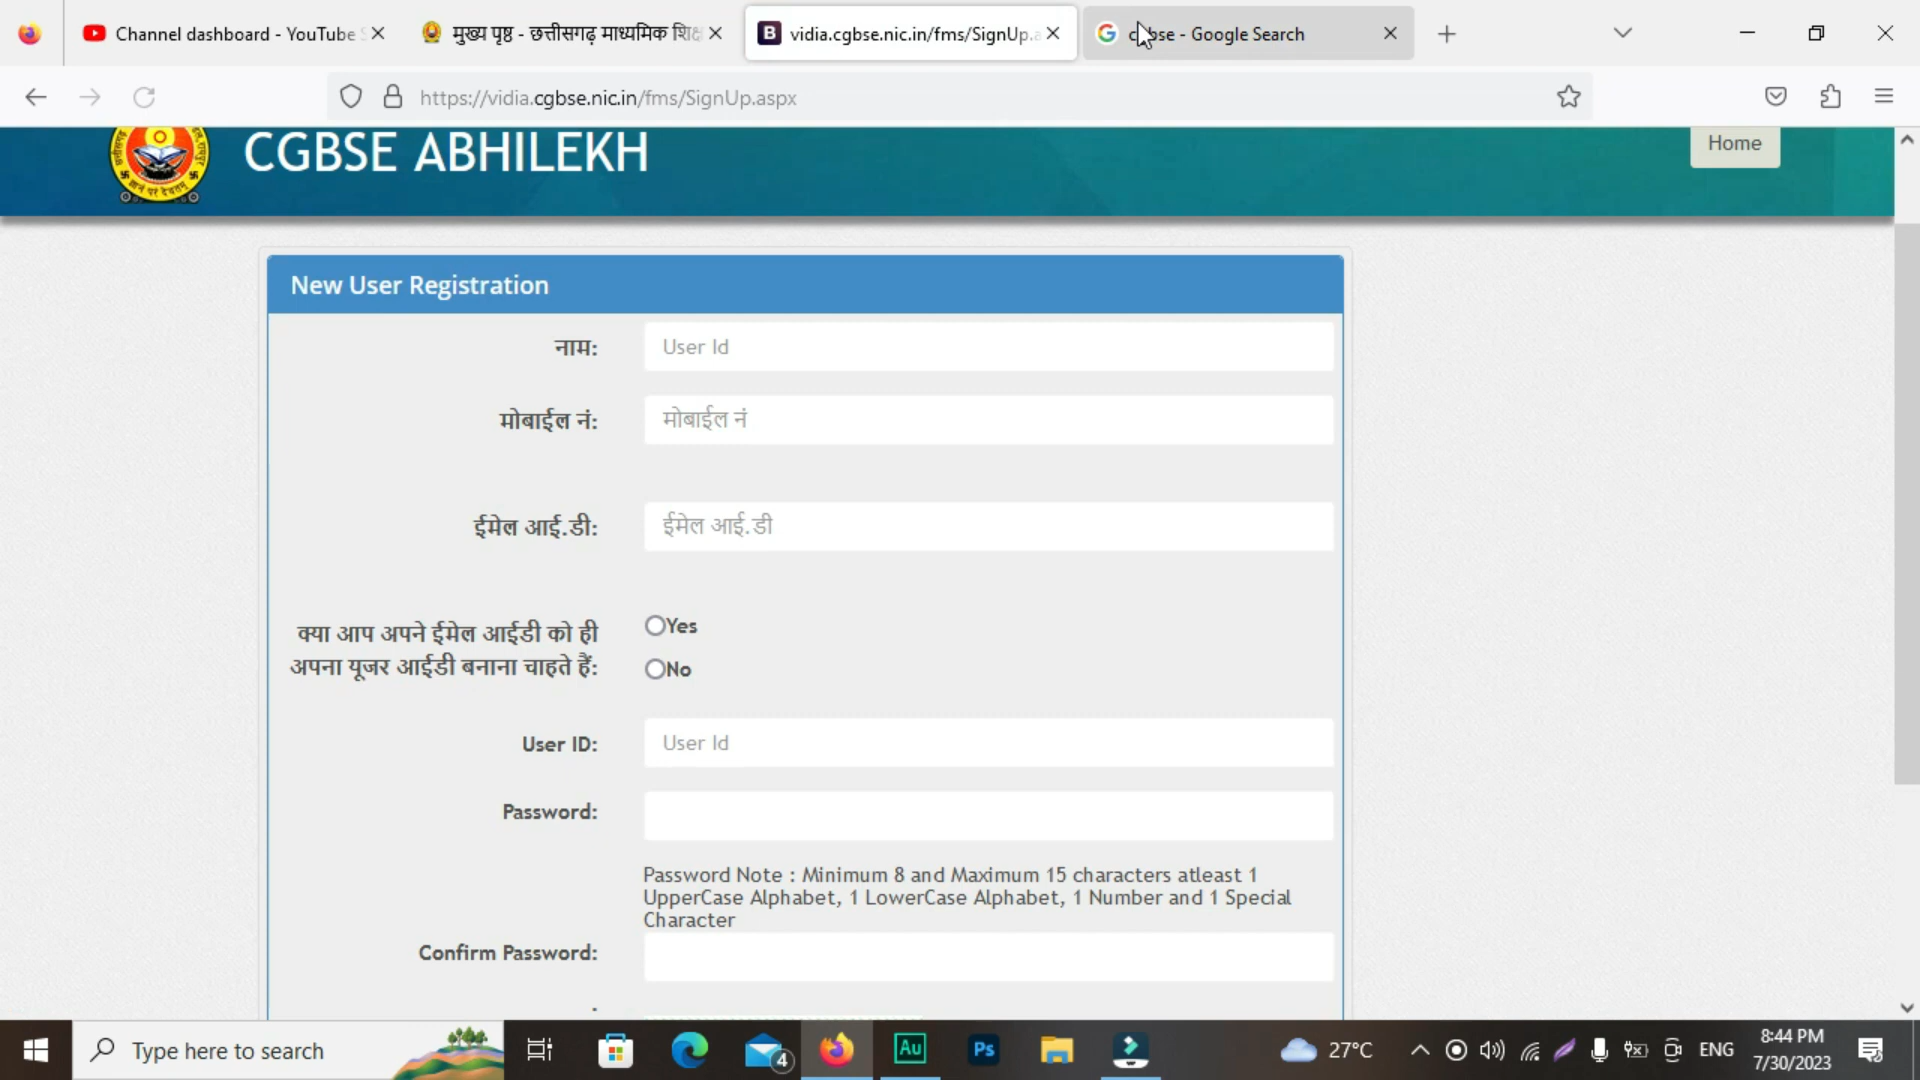 Channel dashboard - YouTube S
मुख्य पृष्ठ - छत्तीसगढ़ माध्यमिक शिक्ष
vidia.cgbse.nic.in/fms/SignUp.a
- Google Search
https://vidia.cgbse.nic.in/fms/SignUp.aspx
CGBSE ABHILEKH
Home
New User Registration
नाम:
User Id
मोबाईल नं:
मोबाईल नं
ईमेल आई.डी:
ईमेल आई.डी
क्या आप अपने ईमेल आईडी को ही
अपना यूजर आईडी बनाना चाहते हैं:
Yes
No
User ID:
User Id
Password:
Password Note : Minimum 8 and Maximum 15 characters atleast 1
UpperCase Alphabet, 1 LowerCase Alphabet, 1 Number and 1 Special
Character
Confirm Password:
Type here to search
4
Au
Ps
27°C
ENG
8:44 PM
7/30/2023